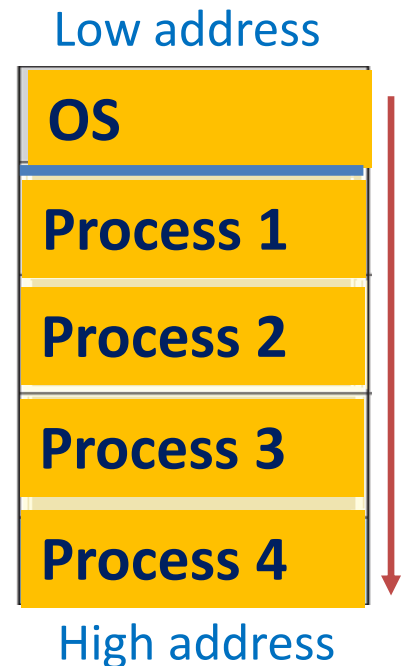 Low address
OS
Process 1
Process 2
Process 3
Process 4
High address